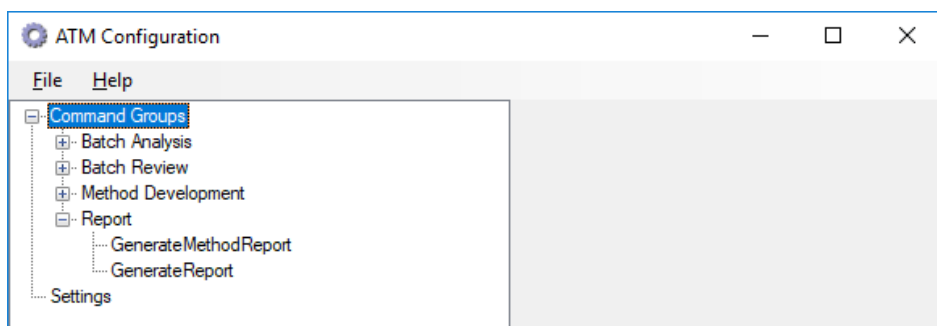 ATM Configuration
File Help
Command Groups
Batch Analysis
Batch Review
Method Development
Report
GenerateMethodReport
GenerateReport
Settings